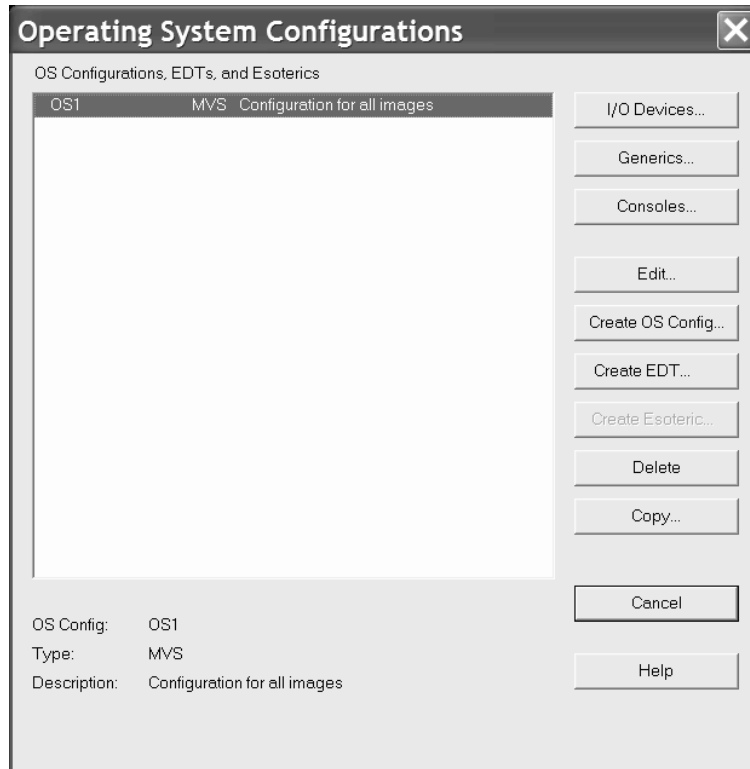 Operating System Configurations
OS Configurations, EDTs, and Esoterics
OS1 MVS Configuration for all images
I/O Devices...
Generics...
Consoles...
Edit...
Create OS Config...
Create EDT...
Create Esoteric...
Delete
Copy...
Cancel
Help
OS Config: OS1
Type: MVS
Description: Configuration for all images